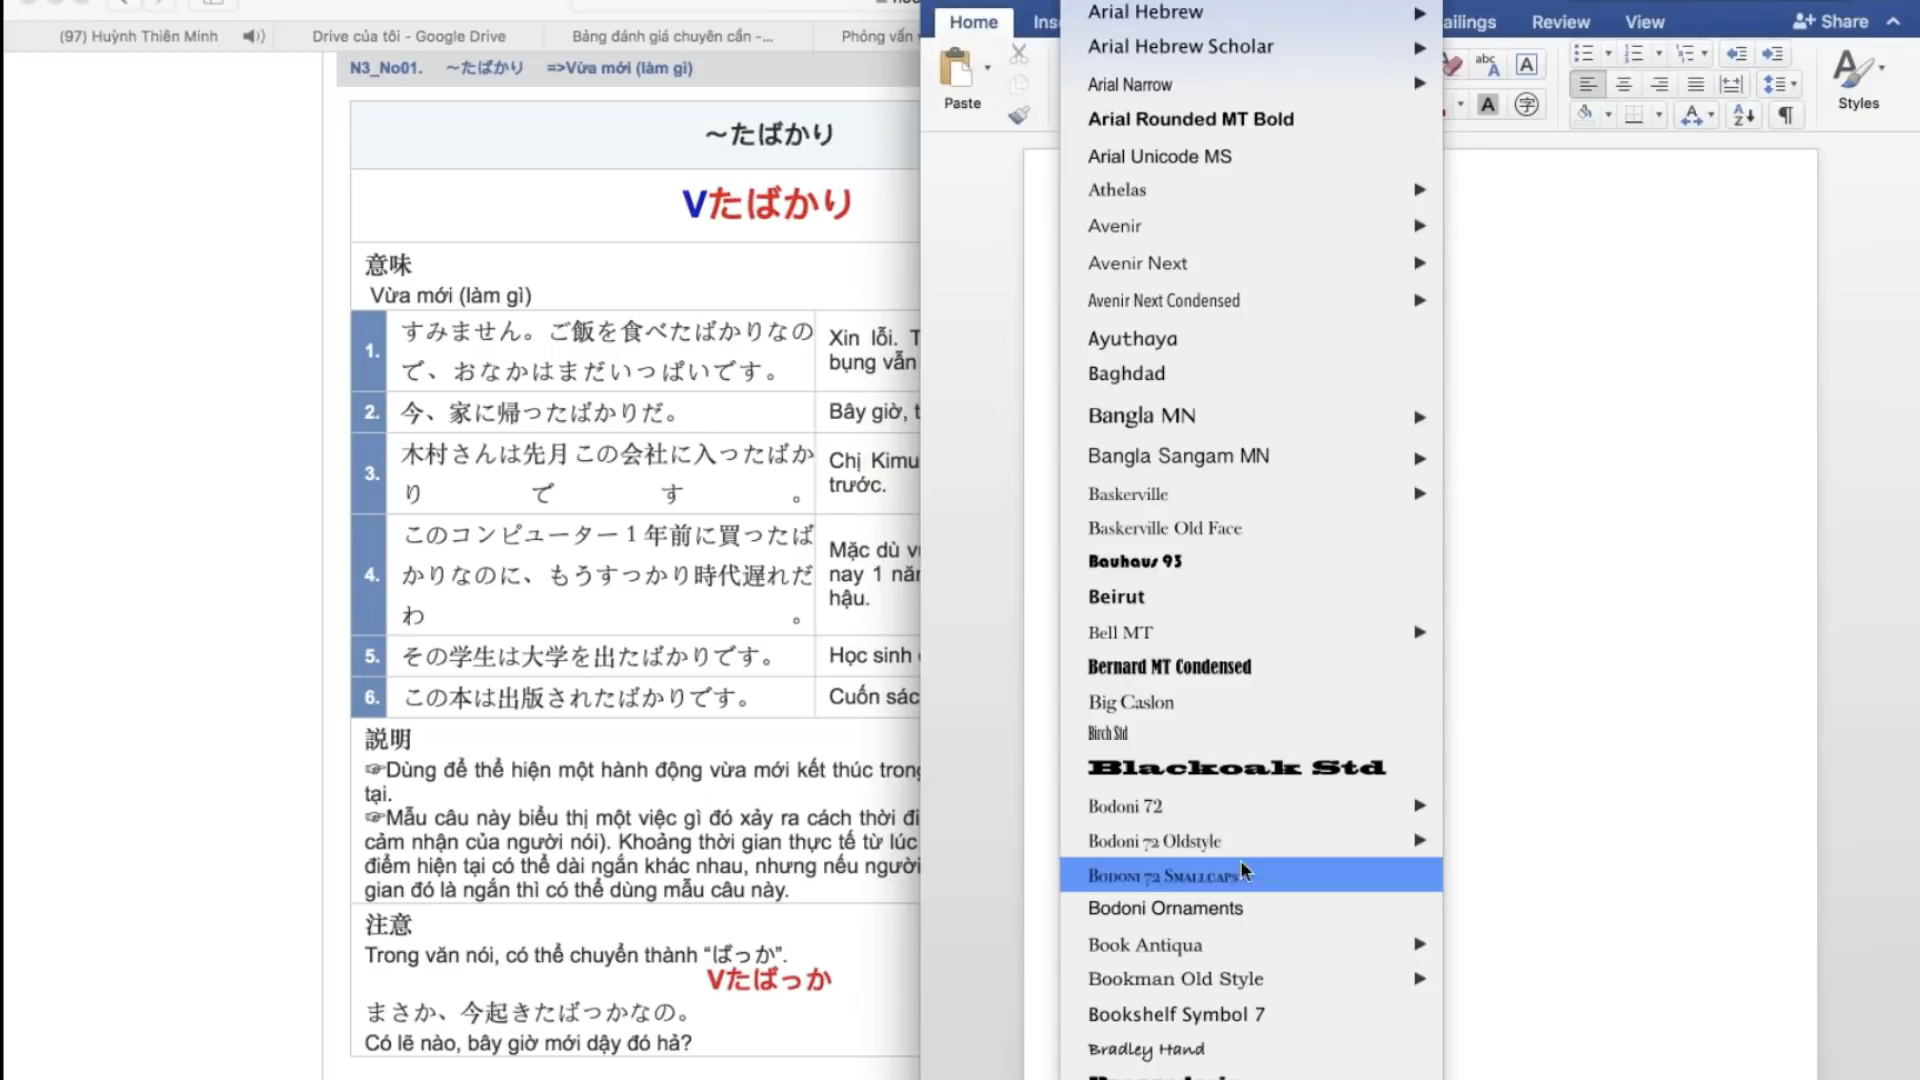 (97) Huỳnh Thiên Minh
Drive của tôi - Google Drive
Bảng đánh giá chuyên cần -...
Phỏng vấn
N3_No01. ～たばかり =>Vừa mới (làm gì)
～たばかり
Vたばかり
意味
Vừa mới (làm gì)
1.
すみません。ご飯を食べたばかりなの
で、おなかはまだいっぱいです。
Xin lỗi. T
bụng vẫn
2.
今、家に帰ったばかりだ。
Bây giờ, t
3.
木村さんは先月この会社に入ったばか
りです。
Chị Kimu
trước.
4.
このコンピューター１年前に買ったば
かりなのに、もうすっかり時代遅れだ
わ。
Mặc dù v
nay 1 năm
hậu.
5.
その学生は大学を出たばかりです。
Học sinh
6.
この本は出版されたばかりです。
Cuốn sác
説明
☞Dùng để thể hiện một hành động vừa mới kết thúc trong
tại.
☞Mẫu câu này biểu thị một việc gì đó xảy ra cách thời đi
cảm nhận của người nói). Khoảng thời gian thực tế từ lúc
điểm hiện tại có thể dài ngắn khác nhau, nhưng nếu người
gian đó là ngắn thì có thể dùng mẫu câu này.
注意
Trong văn nói, có thể chuyển thành “ばっか”.
Vたばっか
まさか、今起きたばっかなの。
Có lẽ nào, bây giờ mới dậy đó hả?
Home
Ins
ailings
Review
View
Share
Paste
Styles
Arial Hebrew
Arial Hebrew Scholar
Arial Narrow
Arial Rounded MT Bold
Arial Unicode MS
Athelas
Avenir
Avenir Next
Avenir Next Condensed
Ayuthaya
Baghdad
Bangla MN
Bangla Sangam MN
Baskerville
Baskerville Old Face
Bauhaus 93
Beirut
Bell MT
Bernard MT Condensed
Big Caslon
Birch Std
Blackoak Std
Bodoni 72
Bodoni 72 Oldstyle
Bodoni 72 Smallcaps
Bodoni Ornaments
Book Antiqua
Bookman Old Style
Bookshelf Symbol 7
Bradley Hand